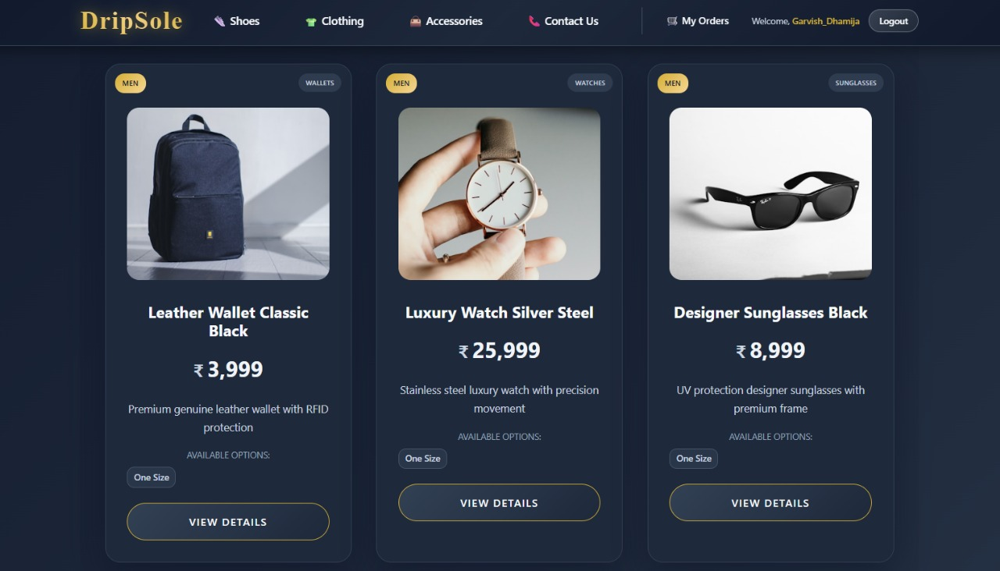 DripSole
Shoes
Clothing
Accessories
Contact Us
My Orders
Welcome, Garvish_Dhamija
Logout
MEN
WALLETS
Leather Wallet Classic
Black
₹ 3,999
Premium genuine leather wallet with RFID
protection
AVAILABLE OPTIONS:
One Size
VIEW DETAILS
MEN
WATCHES
Luxury Watch Silver Steel
₹ 25,999
Stainless steel luxury watch with precision
movement
AVAILABLE OPTIONS:
One Size
VIEW DETAILS
MEN
SUNGLASSES
Designer Sunglasses Black
₹ 8,999
UV protection designer sunglasses with
premium frame
AVAILABLE OPTIONS:
One Size
VIEW DETAILS